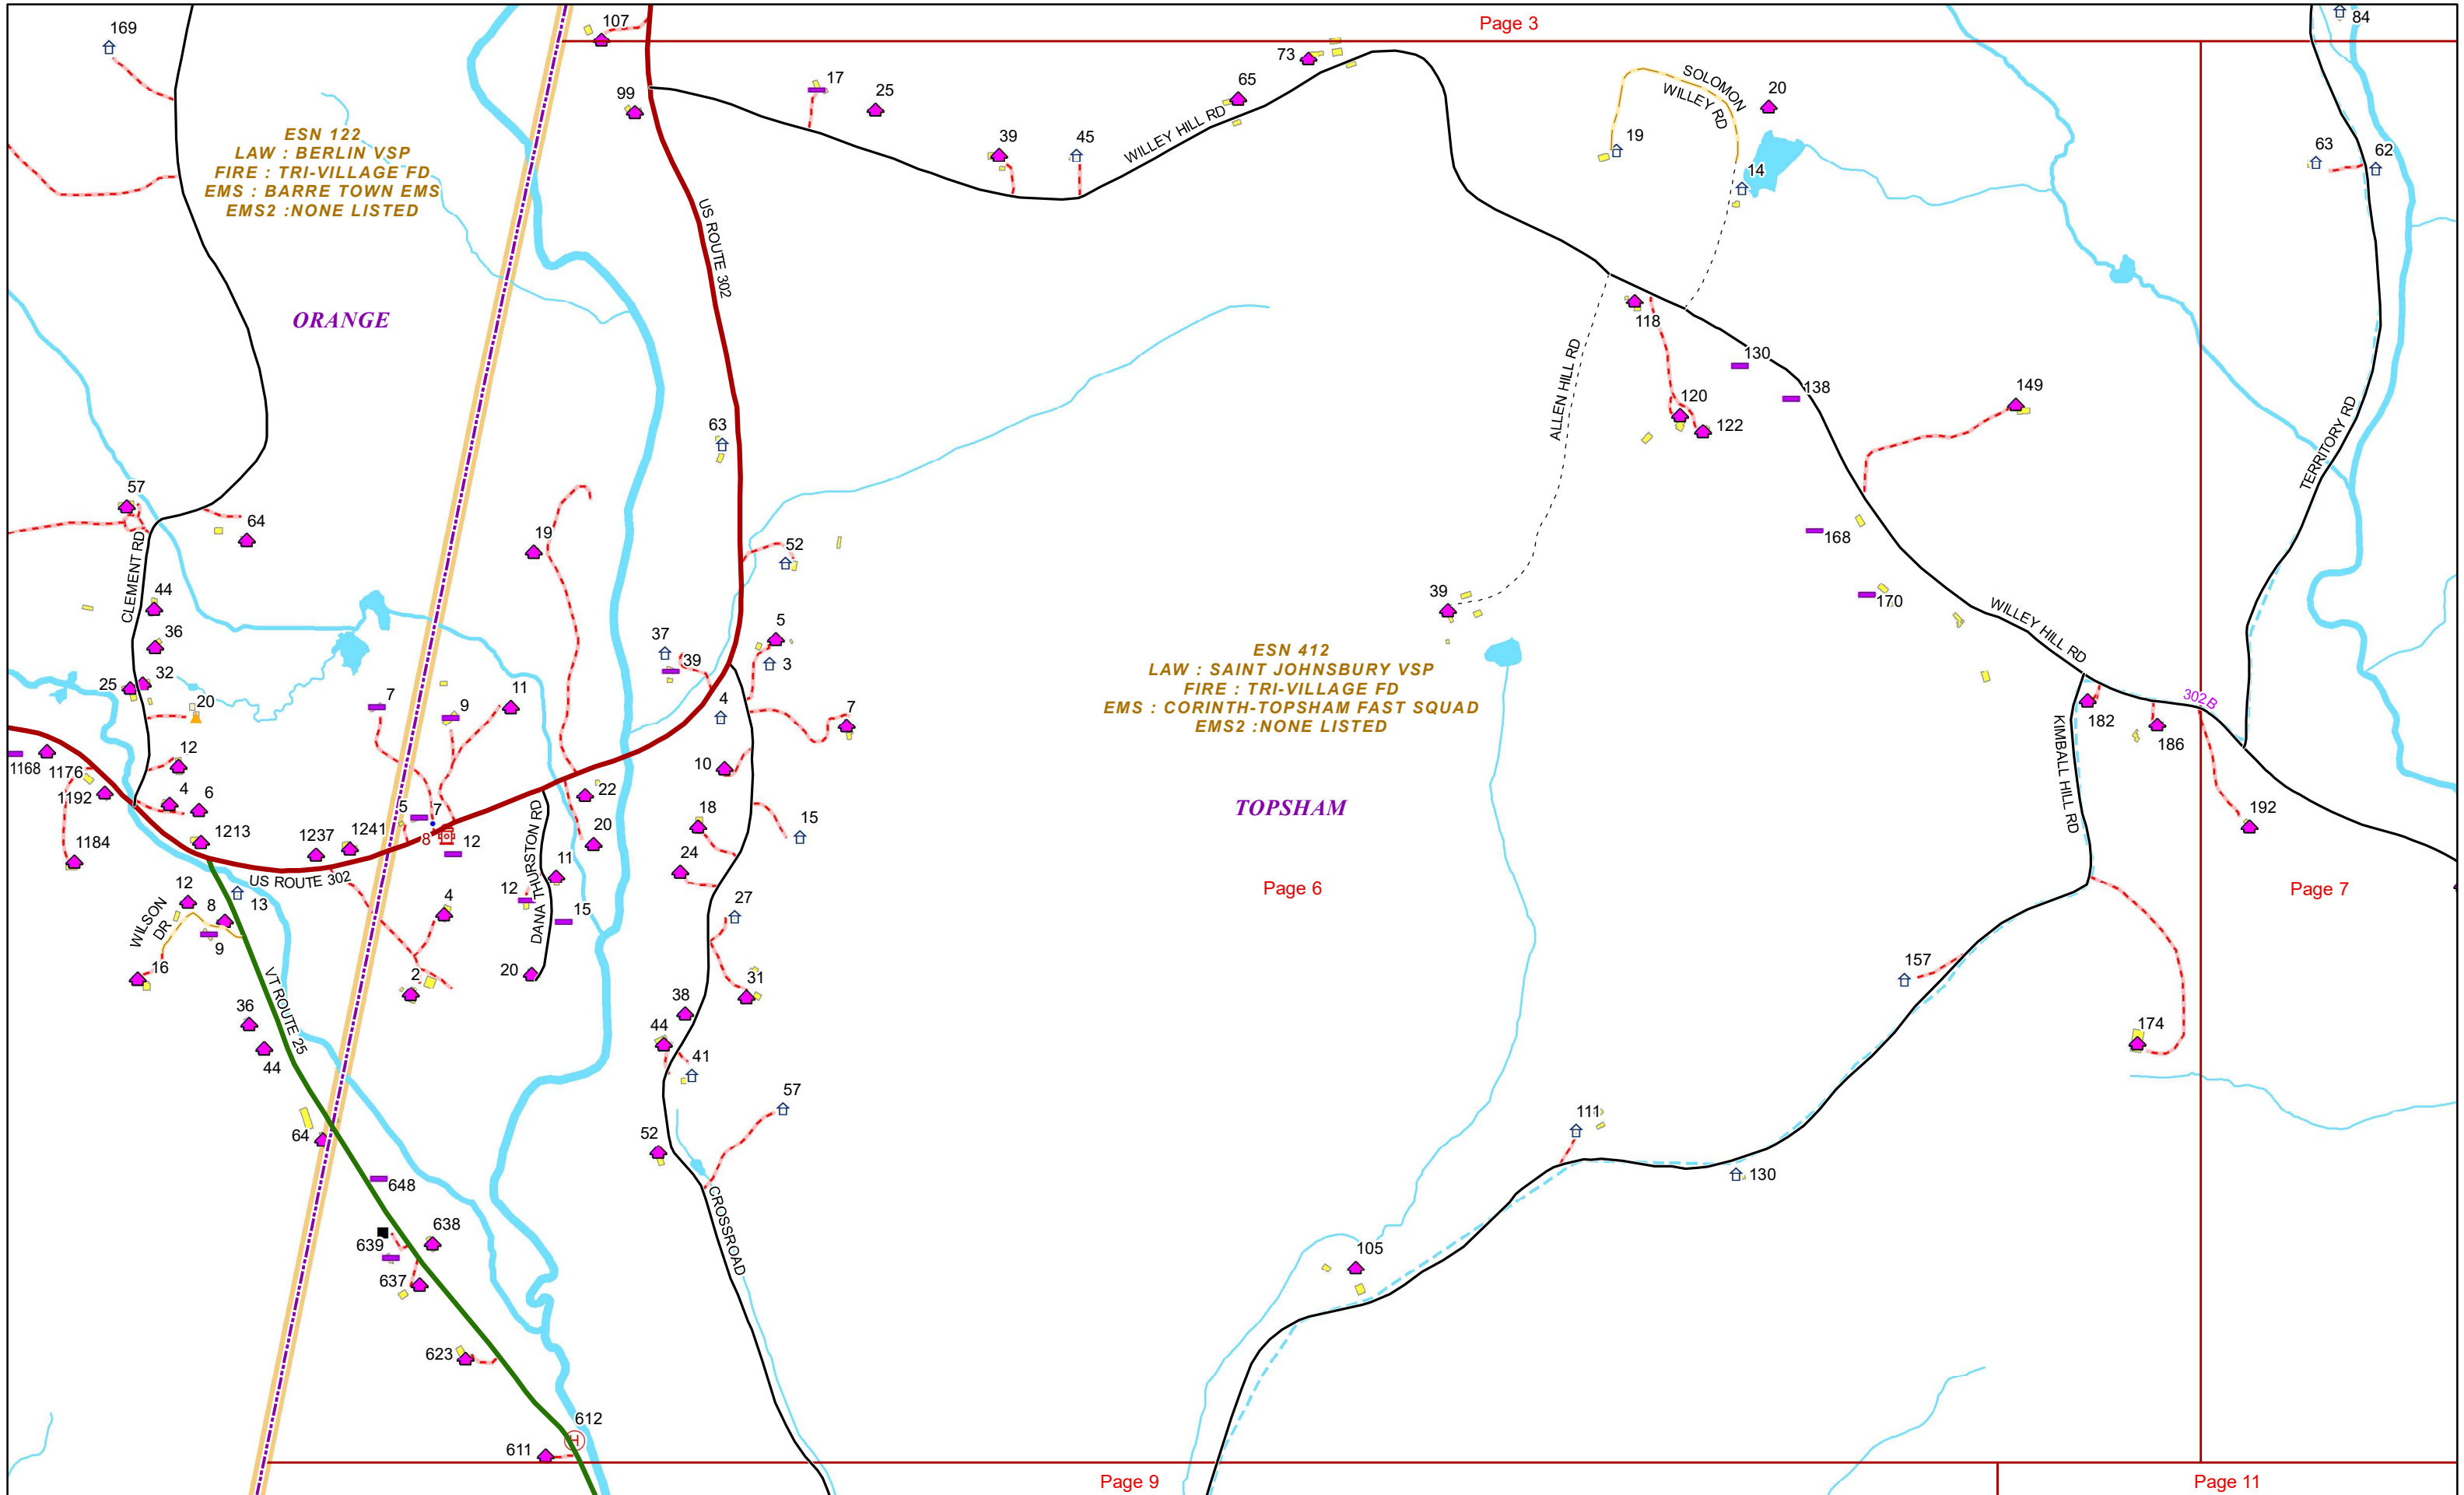 Page 3
107
84
169
17
25
73
65
99
39
45
WILLEY HILL RD
SOLOMON
WILLEY RD
20
19
14
63
62
ESN 122
LAW : BERLIN VSP
FIRE : TRI-VILLAGE FD
EMS : BARRE TOWN EMS
EMS2 :NONE LISTED
US ROUTE 302
ORANGE
118
130
138
149
120
122
ALLEN HILL RD
TERRITORY RD
63
57
64
19
52
168
170
39
CLEMENT RD
44
36
32
25
20
37
39
5
3
4
7
9
11
7
WILLEY HILL RD
302B
182
186
KIMBALL HILL RD
192
ESN 412
LAW : SAINT JOHNSBURY VSP
FIRE : TRI-VILLAGE FD
EMS : CORINTH-TOPSHAM FAST SQUAD
EMS2 :NONE LISTED
TOPSHAM
Page 6
Page 7
1168
1176
1192
1184
12
4
6
1213
1237
1241
5
7
8
12
US ROUTE 302
DANA THURSTON RD
22
20
11
12
15
20
10
18
24
15
27
31
38
44
41
57
52
CROSSROAD
WILSON
DR
12
8
13
9
16
4
2
VT ROUTE 25
36
44
64
648
639
638
637
623
612
H
611
157
174
111
130
105
Page 9
Page 11